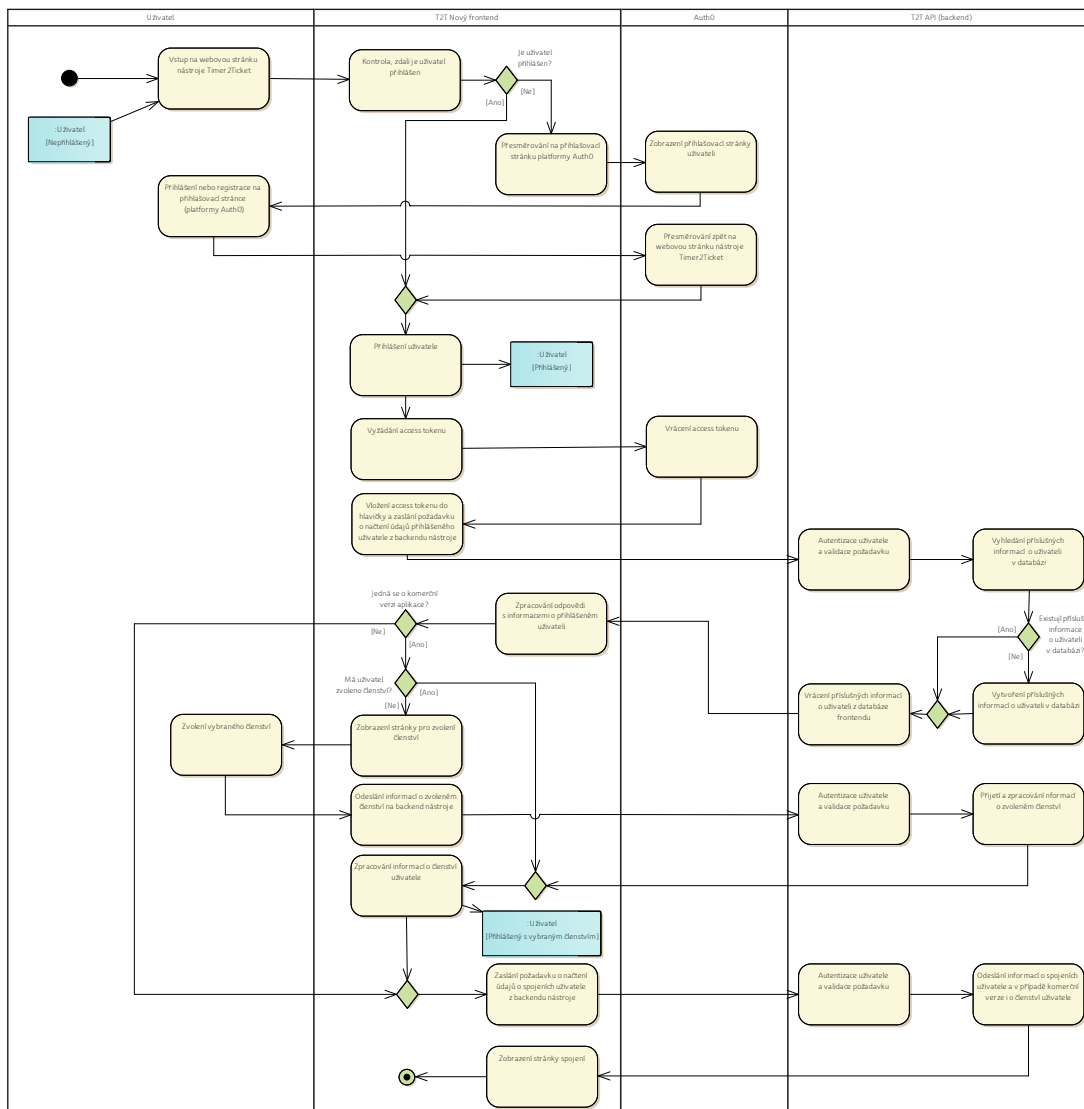 Uživatel
T2T Nový frontend
Auth0
T2T API (backend)
Vstup na webovou stránku
nástroje Timer2Ticket
Kontrola, zdali je uživatel
přihlášen
Je uživatel
přihlášen?
[Ne]
[Ano]
:Uživatel
[Nepřihlášený]
Přesměrování na přihlašovací
stránku platformy Auth0
Zobrazení přihlašovací stránky
uživateli
Přihlášení nebo registrace na
přihlašovací stránce
(platformy Auth0)
Přesměrování zpět na
webovou stránku nástroje
Timer2Ticket
Přihlášení uživatele
:Uživatel
[Přihlášený]
Vyžádání access tokenu
Vrácení access tokenu
Vložení access tokenu do
hlavičky a zaslání požadavku
o načtení údajů přihlášeného
uživatele z backendu nástroje
Autentizace uživatele
a validace požadavku
Vyhledání příslušných
informací o uživateli
v databázi
Jedná se o komerční
verzi aplikace?
[Ne]
[Ano]
Zpracování odpovědi
s informacemi o přihlášeném
uživateli
Existují přísluš
informace
o uživateli
v databázi?
[Ano]
[Ne]
Má uživatel
zvoleno členství?
[Ano]
[Ne]
Vrácení příslušných informací
o uživateli z databáze
frontendu
Vytvoření příslušných
informací o uživateli v databázi
Zvolení vybraného členství
Zobrazení stránky pro zvolení
členství
Odeslání informací o zvoleném
členství na backend nástroje
Autentizace uživatele
a validace požadavku
Přijetí a zpracování nformací
o zvoleném členství
Zpracování informací o členství
uživatele
:Uživatel
[Přihlášený s vybraným členstvím]
Zaslání požadavku o načtení
údajů o spojeních uživatele
z backendu nástroje
Autentizace uživatele
a validace požadavku
Odeslání informací o spojeních
uživatele a v případě komerční
verze i o členství uživatele
Zobrazení stránky spojení